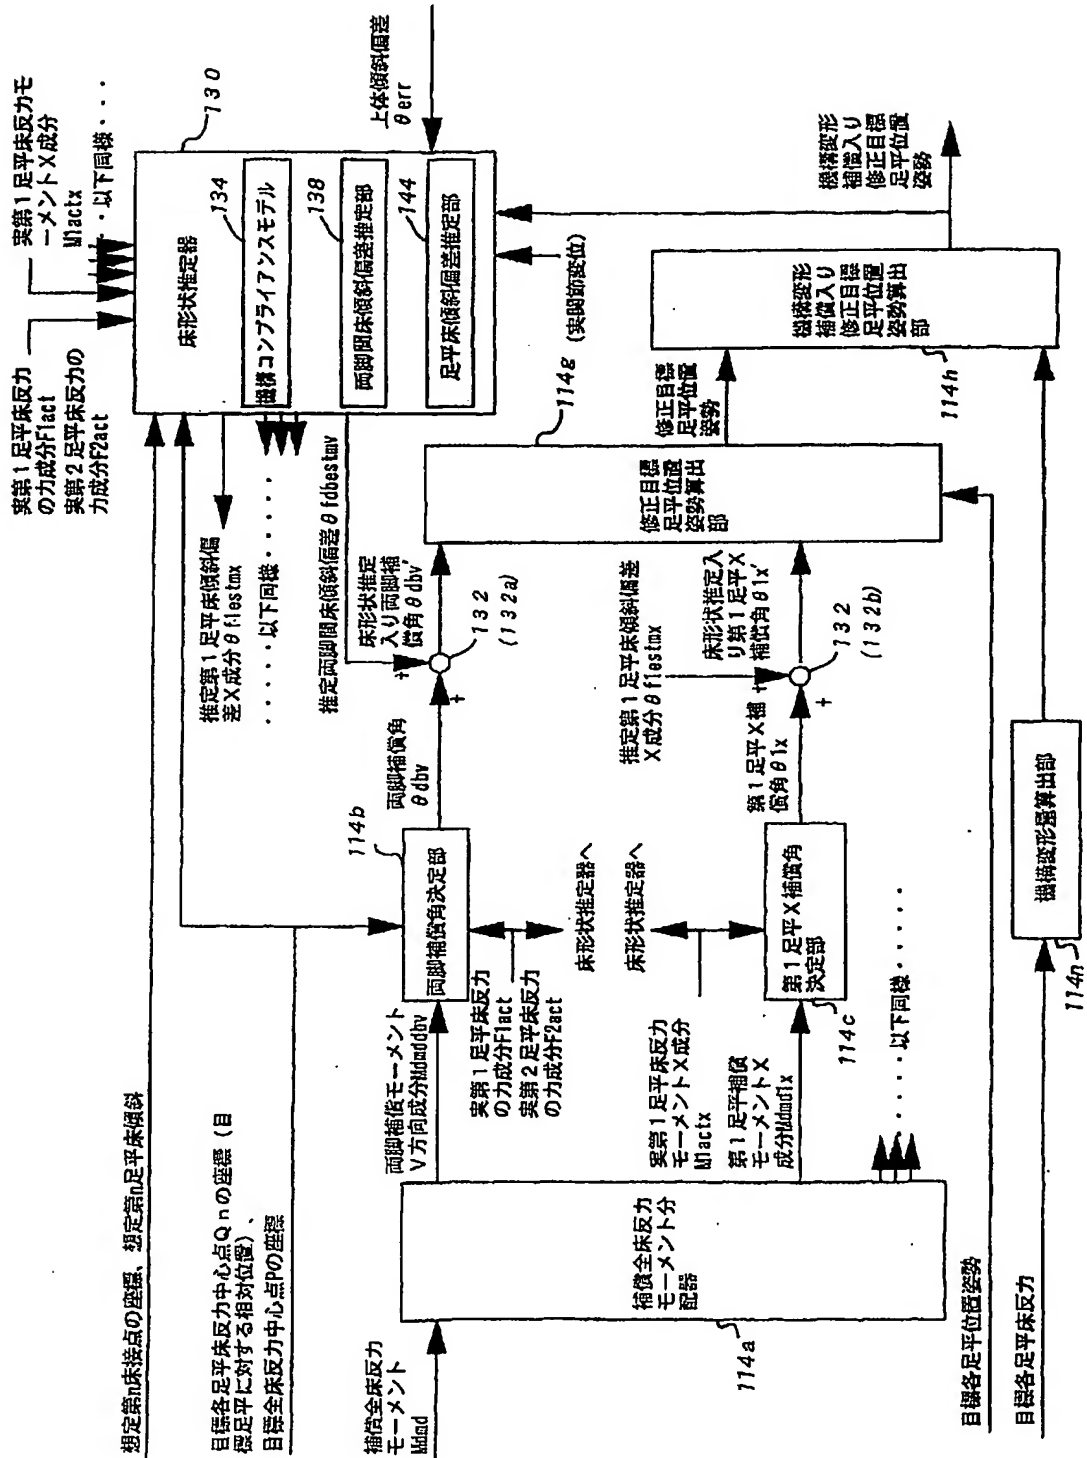 実第1足平床反力
の力成分F1act
実第2足平床反力の
力成分F2act
実第1足平床反力モ
ーメントX成分
M1actx
・・以下同様・・・
130
床形状推定器
134
機構コンプライアンスモデル
138
両脚間床傾斜偏差推定部
144
足平床傾斜偏差推定部
上体傾斜偏差
θerr
想定第n床接点の座標、想定第n足平床傾斜
目標各足平床反力中心点Qnの座標（目
標足平に対する相対位置）、
目標全床反力中心点Pの座標
推定第1足平床傾斜偏
差X成分θf1estmx
・・・・・以下同様・・・・・
推定両脚間床傾斜偏差θfdbestmv
床形状推定
入り両脚補
償角θdbv'
+
+
132
(132a)
114g
(実関節変位)
修正目標
足平位置
姿勢算出
部
修正目標
足平位置
姿勢
機構変形
補償入り
修正目標
足平位置
姿勢算出
部
114h
機構変形
補償入り
修正目標
足平位置
姿勢
補償全床反力
モーメント
Mdmd
補償全床反力
モーメント分
配器
114a
両脚補償モーメント
V方向成分Mdmddbv
114b
両脚補償角決定部
両脚補償角
θdbv
実第1足平床反力
の力成分F1act
実第2足平床反力
の力成分F2act
床形状推定器へ
床形状推定器へ
実第1足平床反力
モーメントX成分
M1actx
第1足平補償
モーメントX
成分Mdmd1x
第1足平X補償角
決定部
114c
第1足平X補
償角θ1x
推定第1足平床傾斜偏差
X成分θf1estmx
床形状推定入
り第1足平X
補償角θ1x'
+
+
132
(132b)
・・・・・以下同様・・・・・
目標各足平位置姿勢
目標各足平床反力
機構変形量算出部
114n